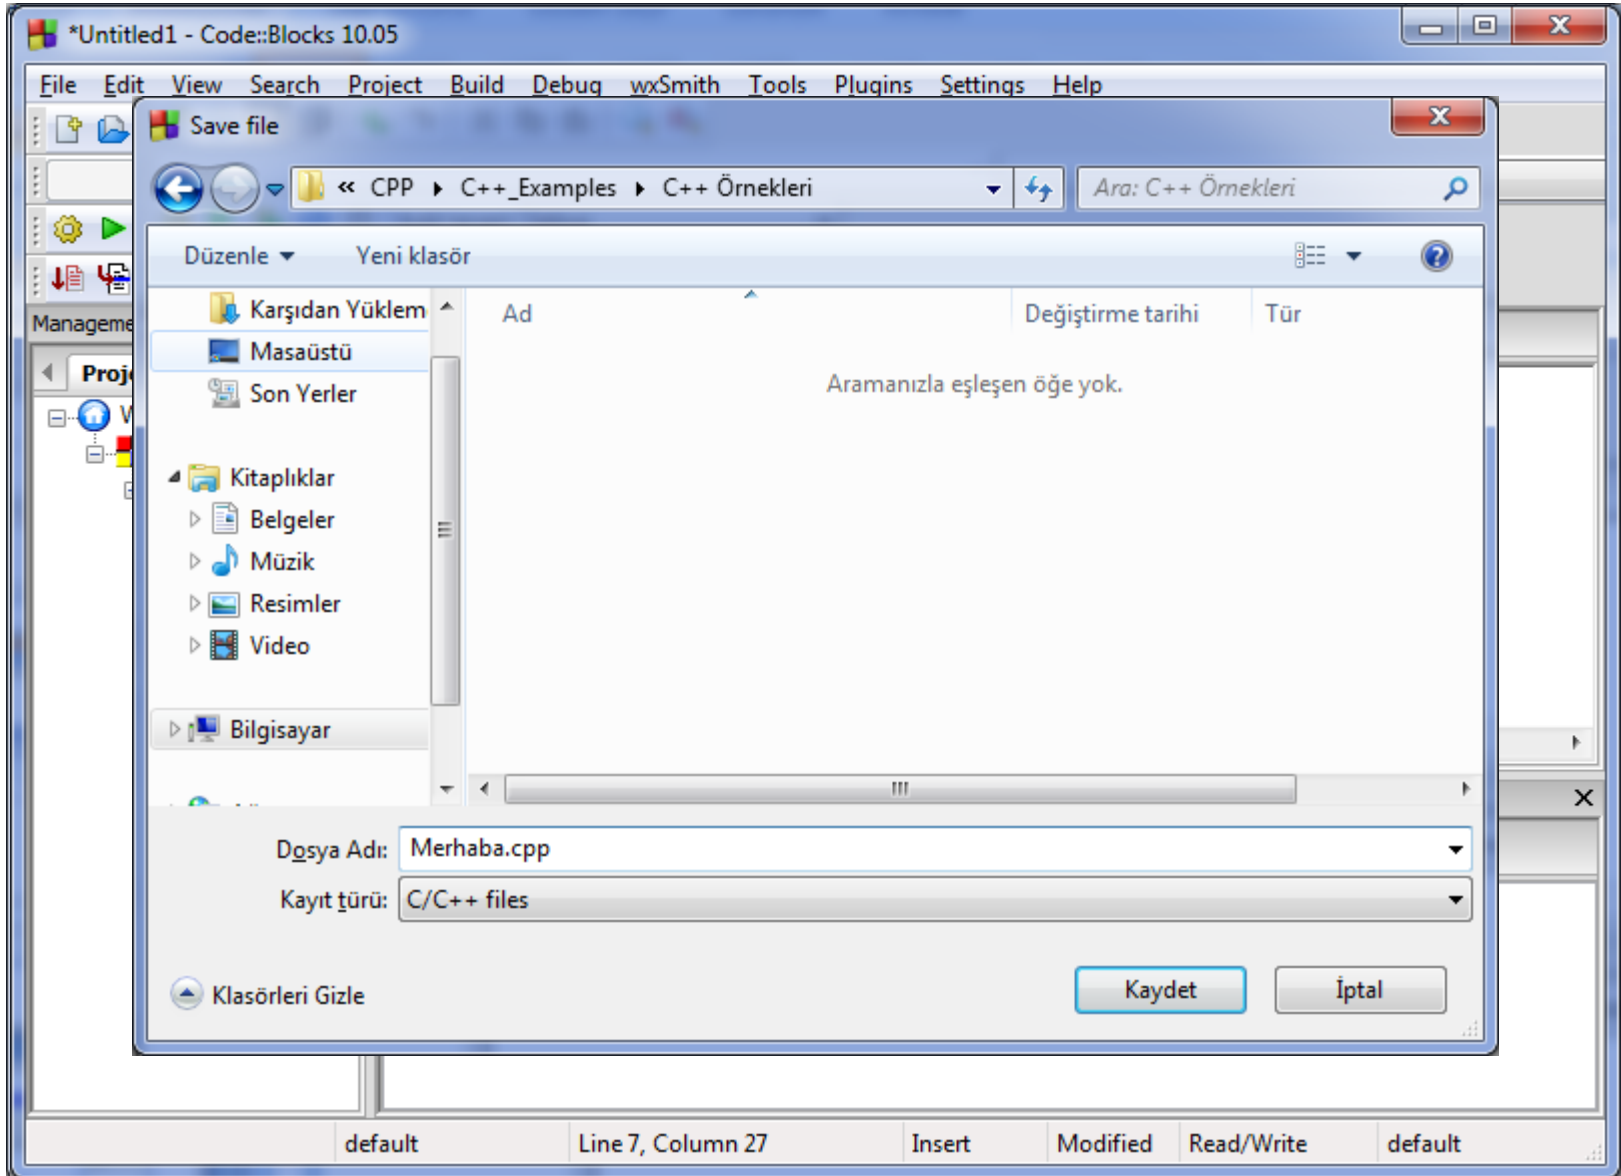 *Untitled1 - Code::Blocks 10.05
File Edit View Search Project Build Debug wxSmith Tools Plugins Settings Help
Save file
« CPP C++_Examples C++ Örnekleri
Ara: C++ Örnekleri
Düzenle Yeni klasör
Manageme
Proje
W
Karşıdan Yüklem
Masaüstü
Son Yerler
Kitaplıklar
Belgeler
Müzik
Resimler
Video
Bilgisayar
Ad Değiştirme tarihi Tür
Aramanızla eşleşen öğe yok.
Dosya Adı: Merhaba.cpp
Kayıt türü: C/C++ files
Klasörleri Gizle
Kaydet İptal
default Line 7, Column 27 Insert Modified Read/Write default